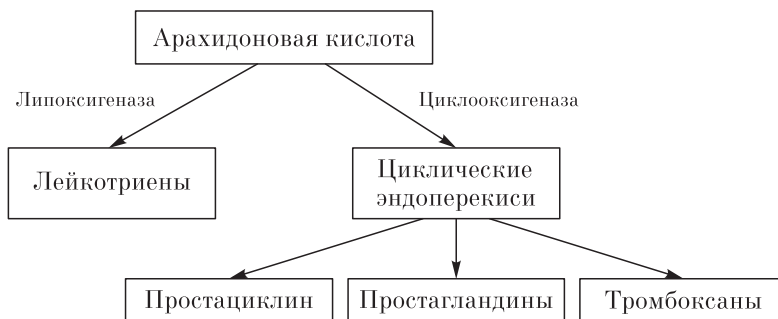 Арахидоновая кислота
Липоксигеназа
Циклооксигеназа
Лейкотриены
Циклические
эндоперекиси
Простациклин
Простагландины
Тромбоксаны